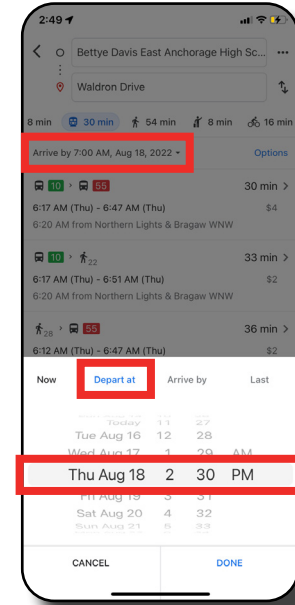 2:49
Bettye Davis East Anchorage High Sc...
Waldron Drive
8 min 30 min 54 min 8 min 16 min
Arrive by 7:00 AM, Aug 18, 2022 Options
10 55 30 min >
6:17 AM (Thu) - 6:47 AM (Thu) $4
6:20 AM from Northern Lights & Bragaw WNW
10 22 33 min >
6:17 AM (Thu) - 6:51 AM (Thu) $2
6:20 AM from Northern Lights & Bragaw WNW
28 55 36 min >
6:12 AM (Thu) - 6:47 AM (Thu) $2
Now Depart at Arrive by Last
Today 11 27
Tue Aug 16 12 28
Wed Aug 17 1 29 AM
Thu Aug 18 2 30 PM
Fri Aug 19 3 31
Sat Aug 20 4 32
Sun Aug 21 5 33
CANCEL DONE